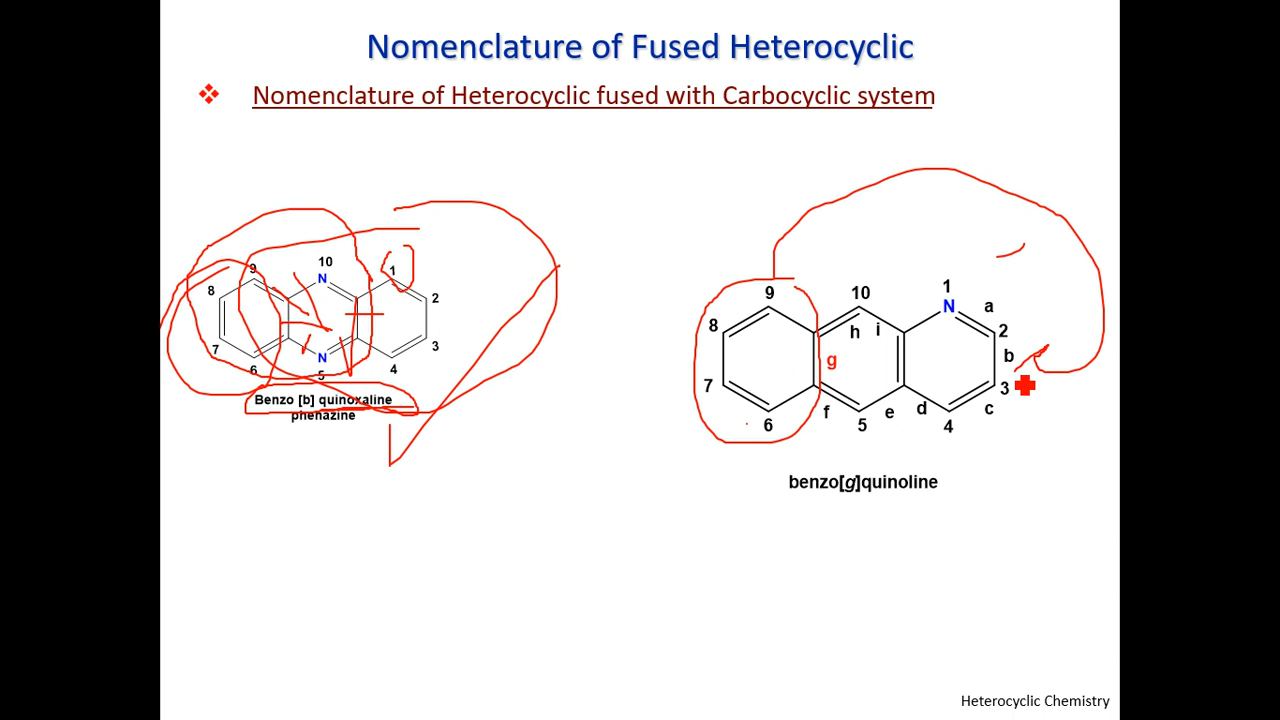 Nomenclature of Fused Heterocyclic
❖ Nomenclature of Heterocyclic fused with Carbocyclic system
10
9
N
1
8
2
7
3
6
N
5
4
Benzo [b] quinoxaline
phenazine
1
9
10
N
a
8
h
i
2
g
b
7
3
f
e
d
c
6
5
4
benzo[g]quinoline
Heterocyclic Chemistry